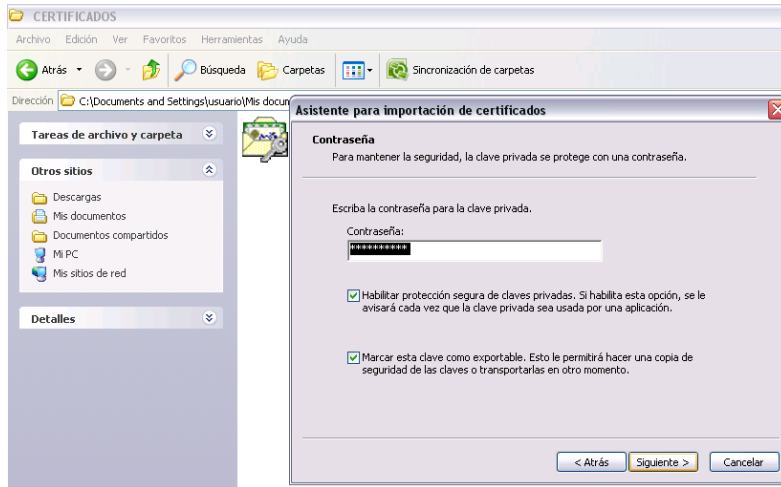 CERTIFICADOS
Archivo Edición Ver Favoritos Herramientas Ayuda
Atrás Búsqueda Carpetas Sincronización de carpetas
Dirección C:\Documents and Settings\usuario\Mis docun
Tareas de archivo y carpeta
Otros sitios
Descargas
Mis documentos
Documentos compartidos
Mi PC
Mis sitios de red
Detalles
Asistente para importación de certificados
Contraseña
Para mantener la seguridad, la clave privada se protege con una contraseña.
Escriba la contraseña para la clave privada.
Contraseña:
**********
Habilitar protección segura de claves privadas. Si habilita esta opción, se le
avisará cada vez que la clave privada sea usada por una aplicación.
Marcar esta clave como exportable. Esto le permitirá hacer una copia de
seguridad de las claves o transportarlas en otro momento.
< Atrás Siguiente > Cancelar